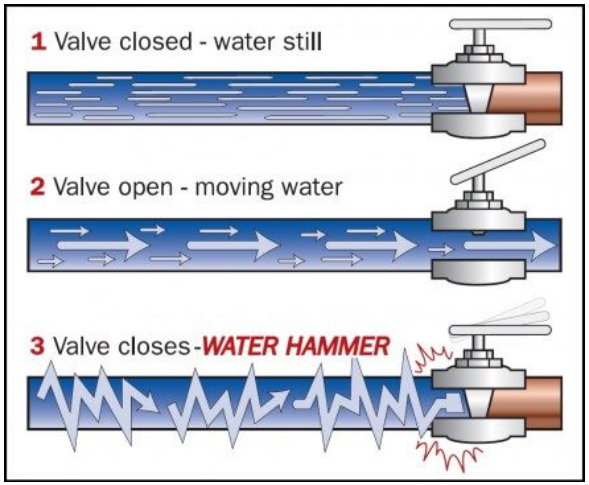 1 Valve closed - water still
2 Valve open - moving water
3 Valve closes - WATER HAMMER